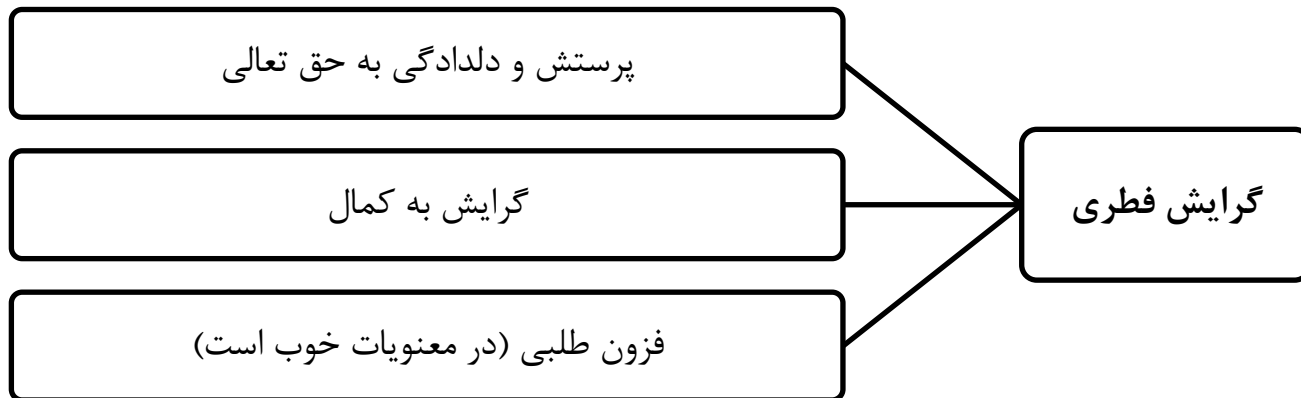 گرایش فطری
پرستش و دلدادگی به حق تعالی
گرایش به کمال
فزون طلبی (در معنویات خوب است)